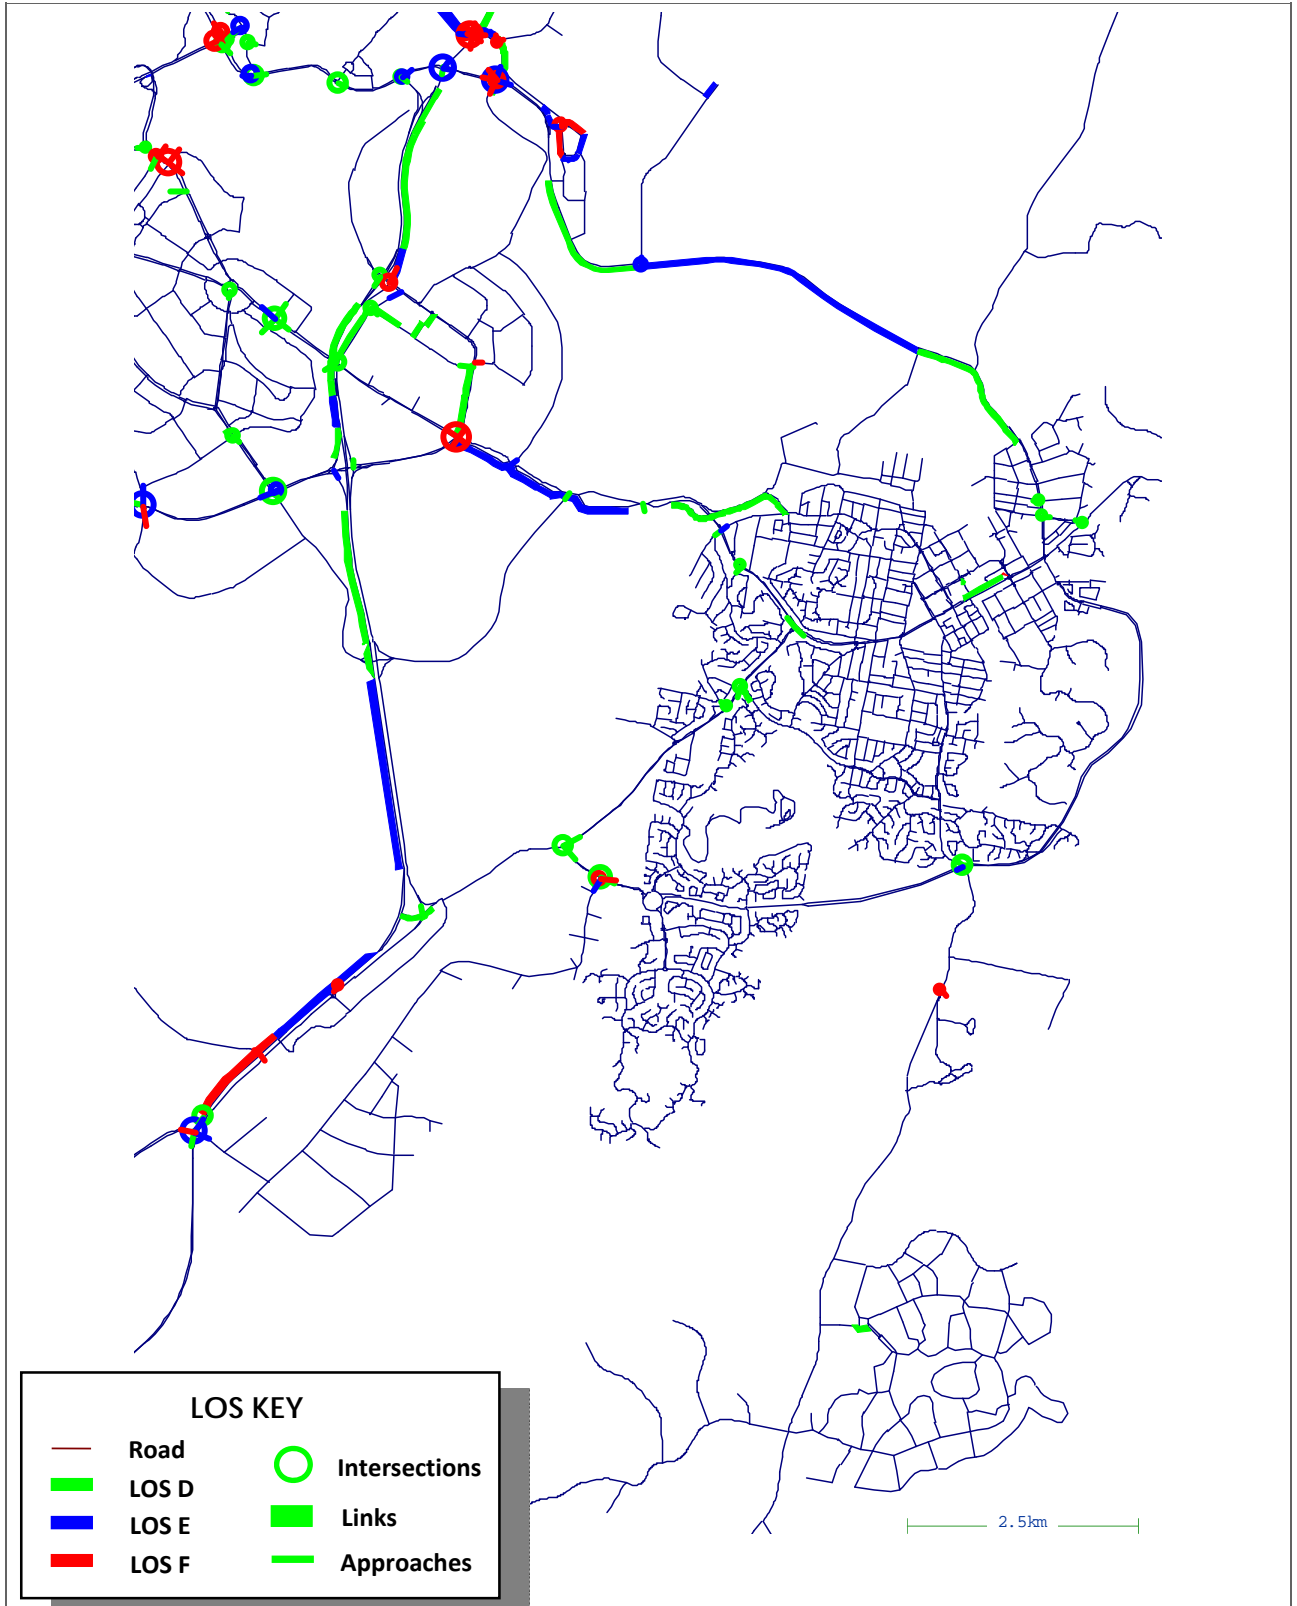 2.5km
LOS KEY
Road
LOS D
LOS E
LOS F
Intersections
Links
Approaches